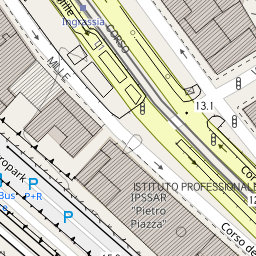 Ingrassia
CORSO
MILLE
13.1
ISTITUTO PROFESSIONALE
IPSSAR
"Pietro
Piazza"
P
P
Bus
P+R
Corso de